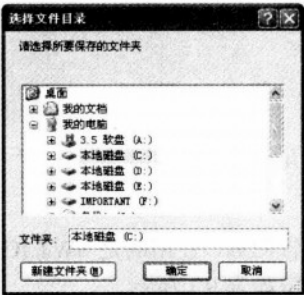 选择文件目录
请选择所要保存的文件夹
桌面
我的文档
我的电脑
3.5 软盘 (A:)
本地磁盘 (C:)
本地磁盘 (D:)
本地磁盘 (E:)
IMPORTANT (F:)
文件夹: 本地磁盘 (C:)
新建文件夹(M) 确定 取消